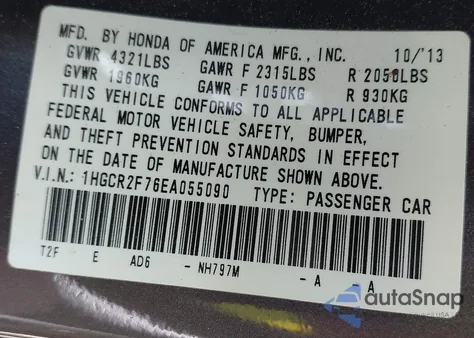 MFD. BY HONDA OF AMERICA MFG., INC. 10/'13
GVWR 4321LBS GAWR F 2315LBS R 2050LBS
GVWR 1960KG GAWR F 1050KG R 930KG
THIS VEHICLE CONFORMS TO ALL APPLICABLE
FEDERAL MOTOR VEHICLE SAFETY, BUMPER,
AND THEFT PREVENTION STANDARDS IN EFFECT
ON THE DATE OF MANUFACTURE SHOWN ABOVE.
V.I.N.: 1HGCR2F76EA055090 TYPE: PASSENGER CAR
T2F E AD6 - NH797M - A A
autaSnap